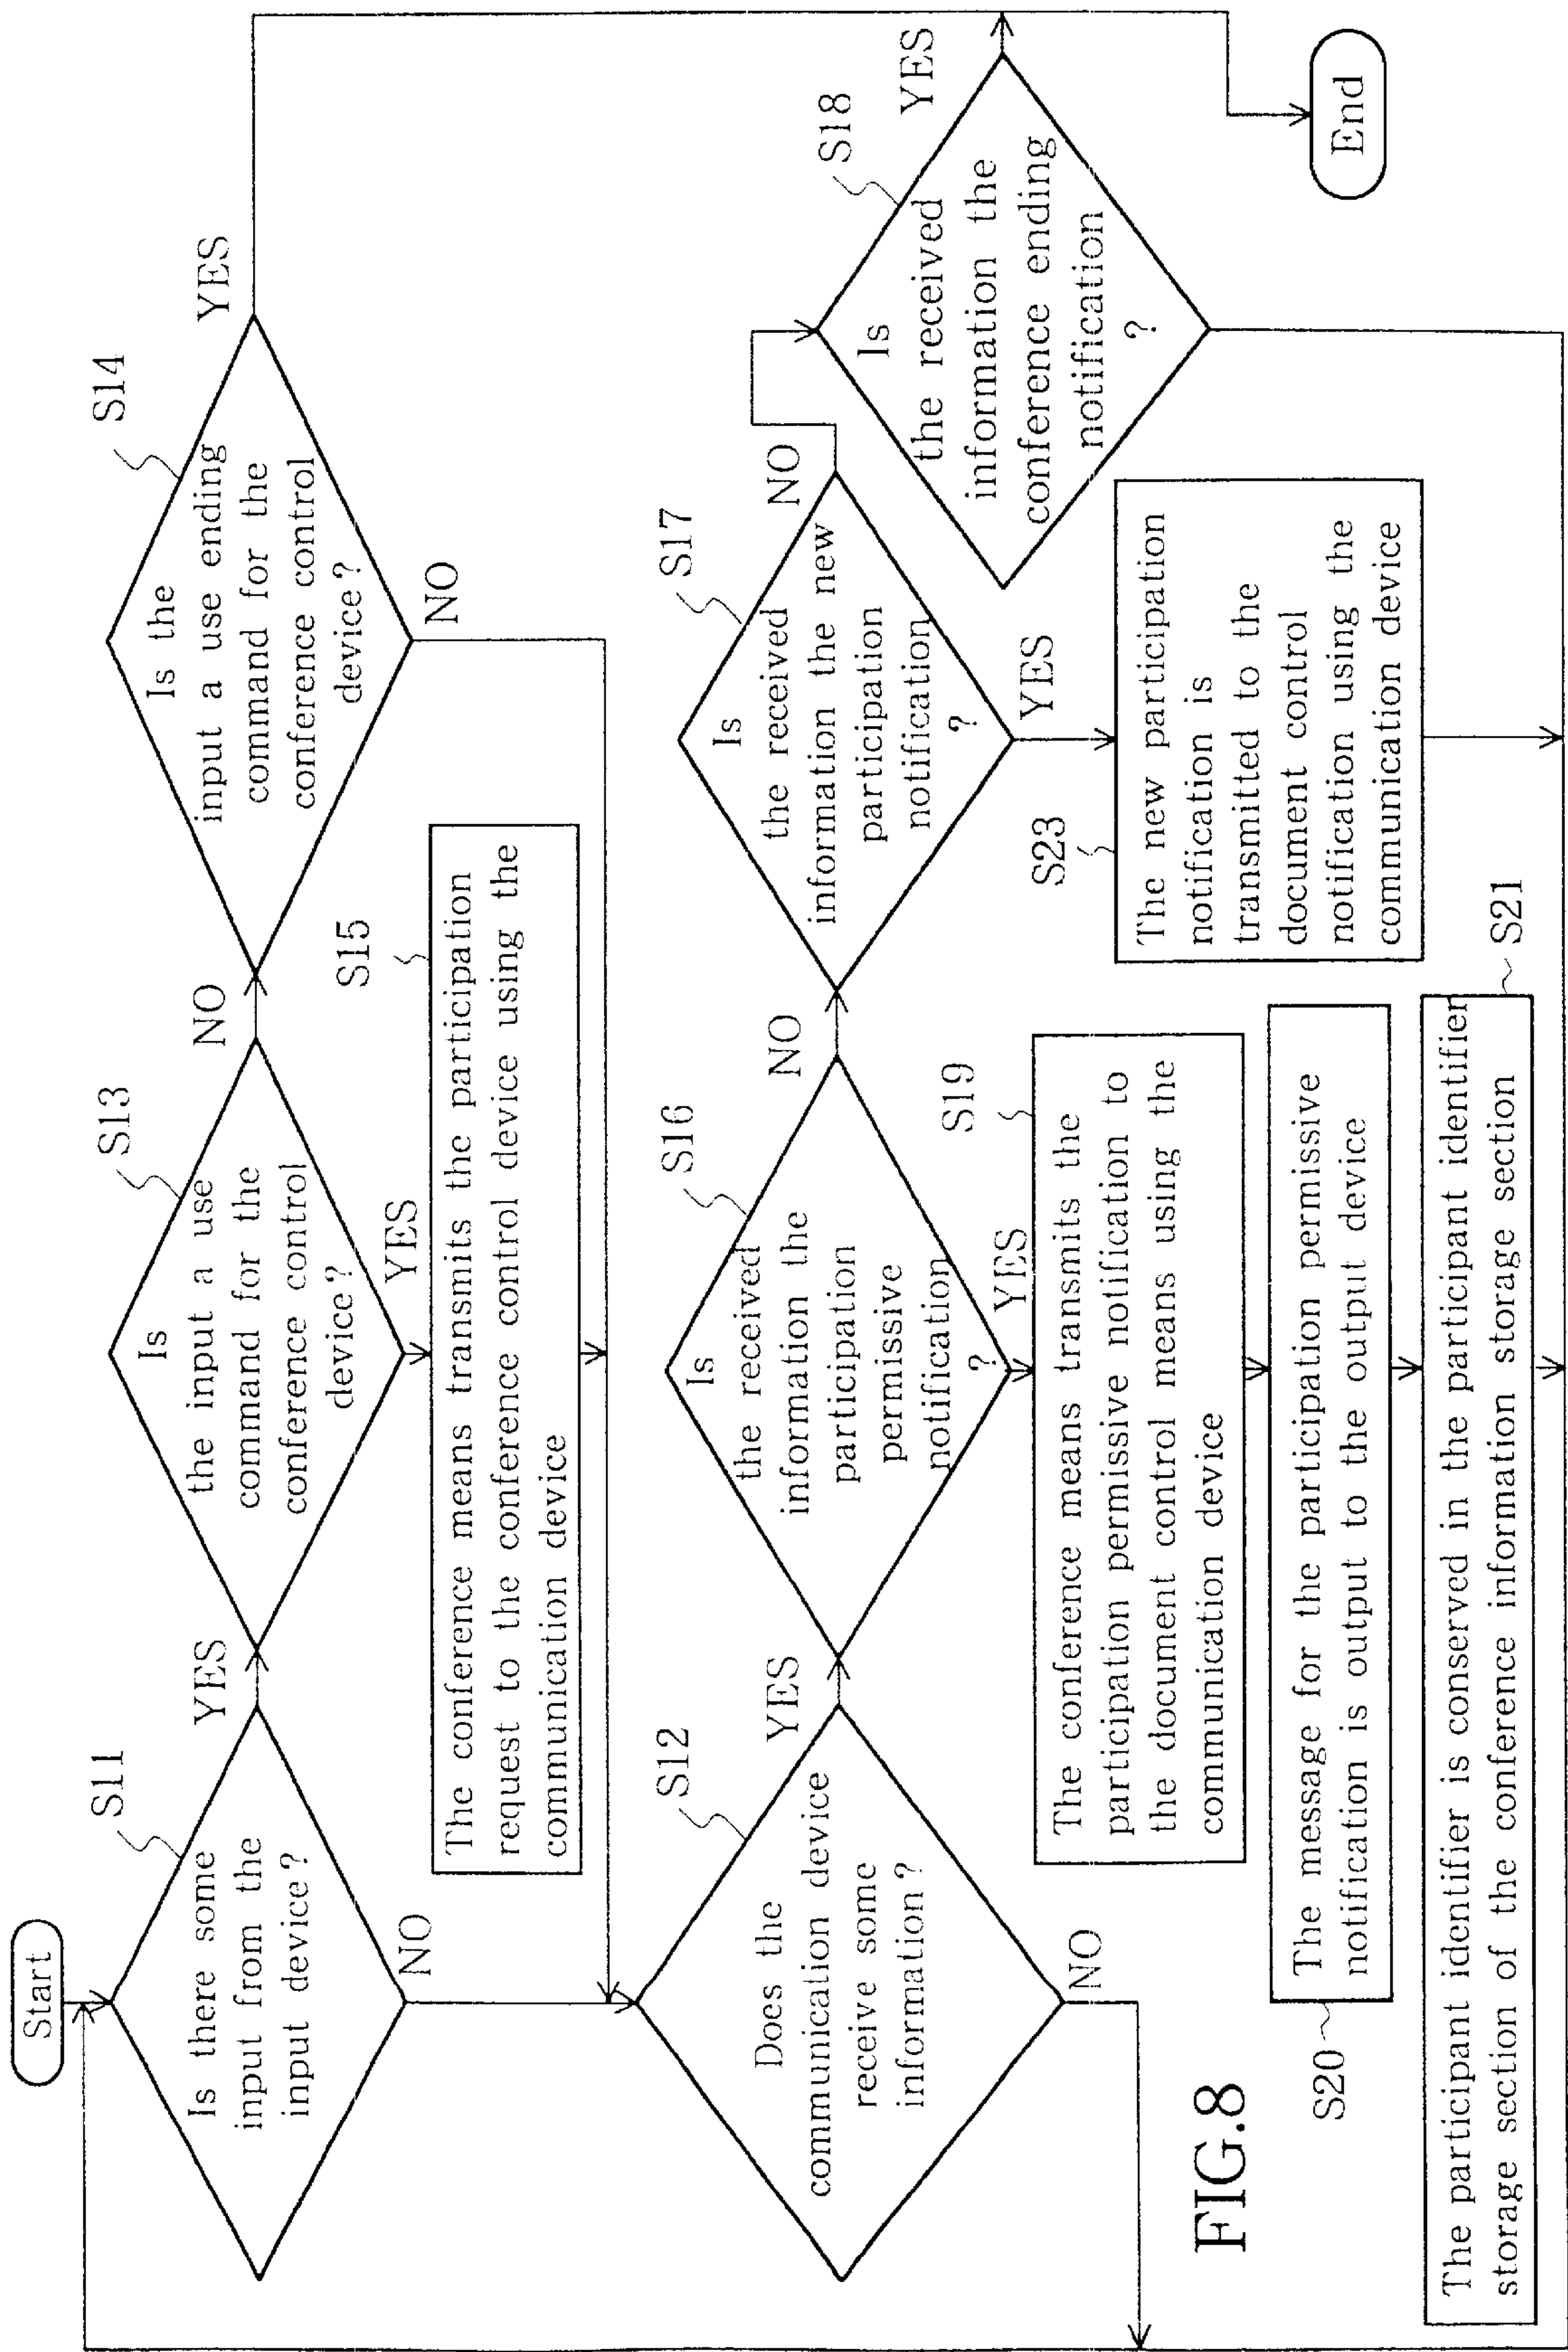 Start
S11
Is there some
input from the
input device?
YES
NO
S13
Is
the input a use
command for the
conference control
device?
NO
YES
S14
Is the
input a use ending
command for the
conference control
device?
YES
NO
S15
The conference means transmits the participation
request to the conference control device using the
communication device
S12
Does the
communication device
receive some
information?
YES
NO
S16
Is
the received
information the
participation
permissive
notification
?
NO
YES
S17
Is
the received
information the new
participation
notification
?
NO
YES
S18
Is
the received
information the
conference ending
notification
?
YES
End
S19
The conference means transmits the
participation permissive notification to
the document control means using the
communication device
S23
The new participation
notification is
transmitted to the
document control
notification using the
communication device
S20
The message for the participation permissive
notification is output to the output device
S21
The participant identifier is conserved in the participant identifier
storage section of the conference information storage section
FIG.8